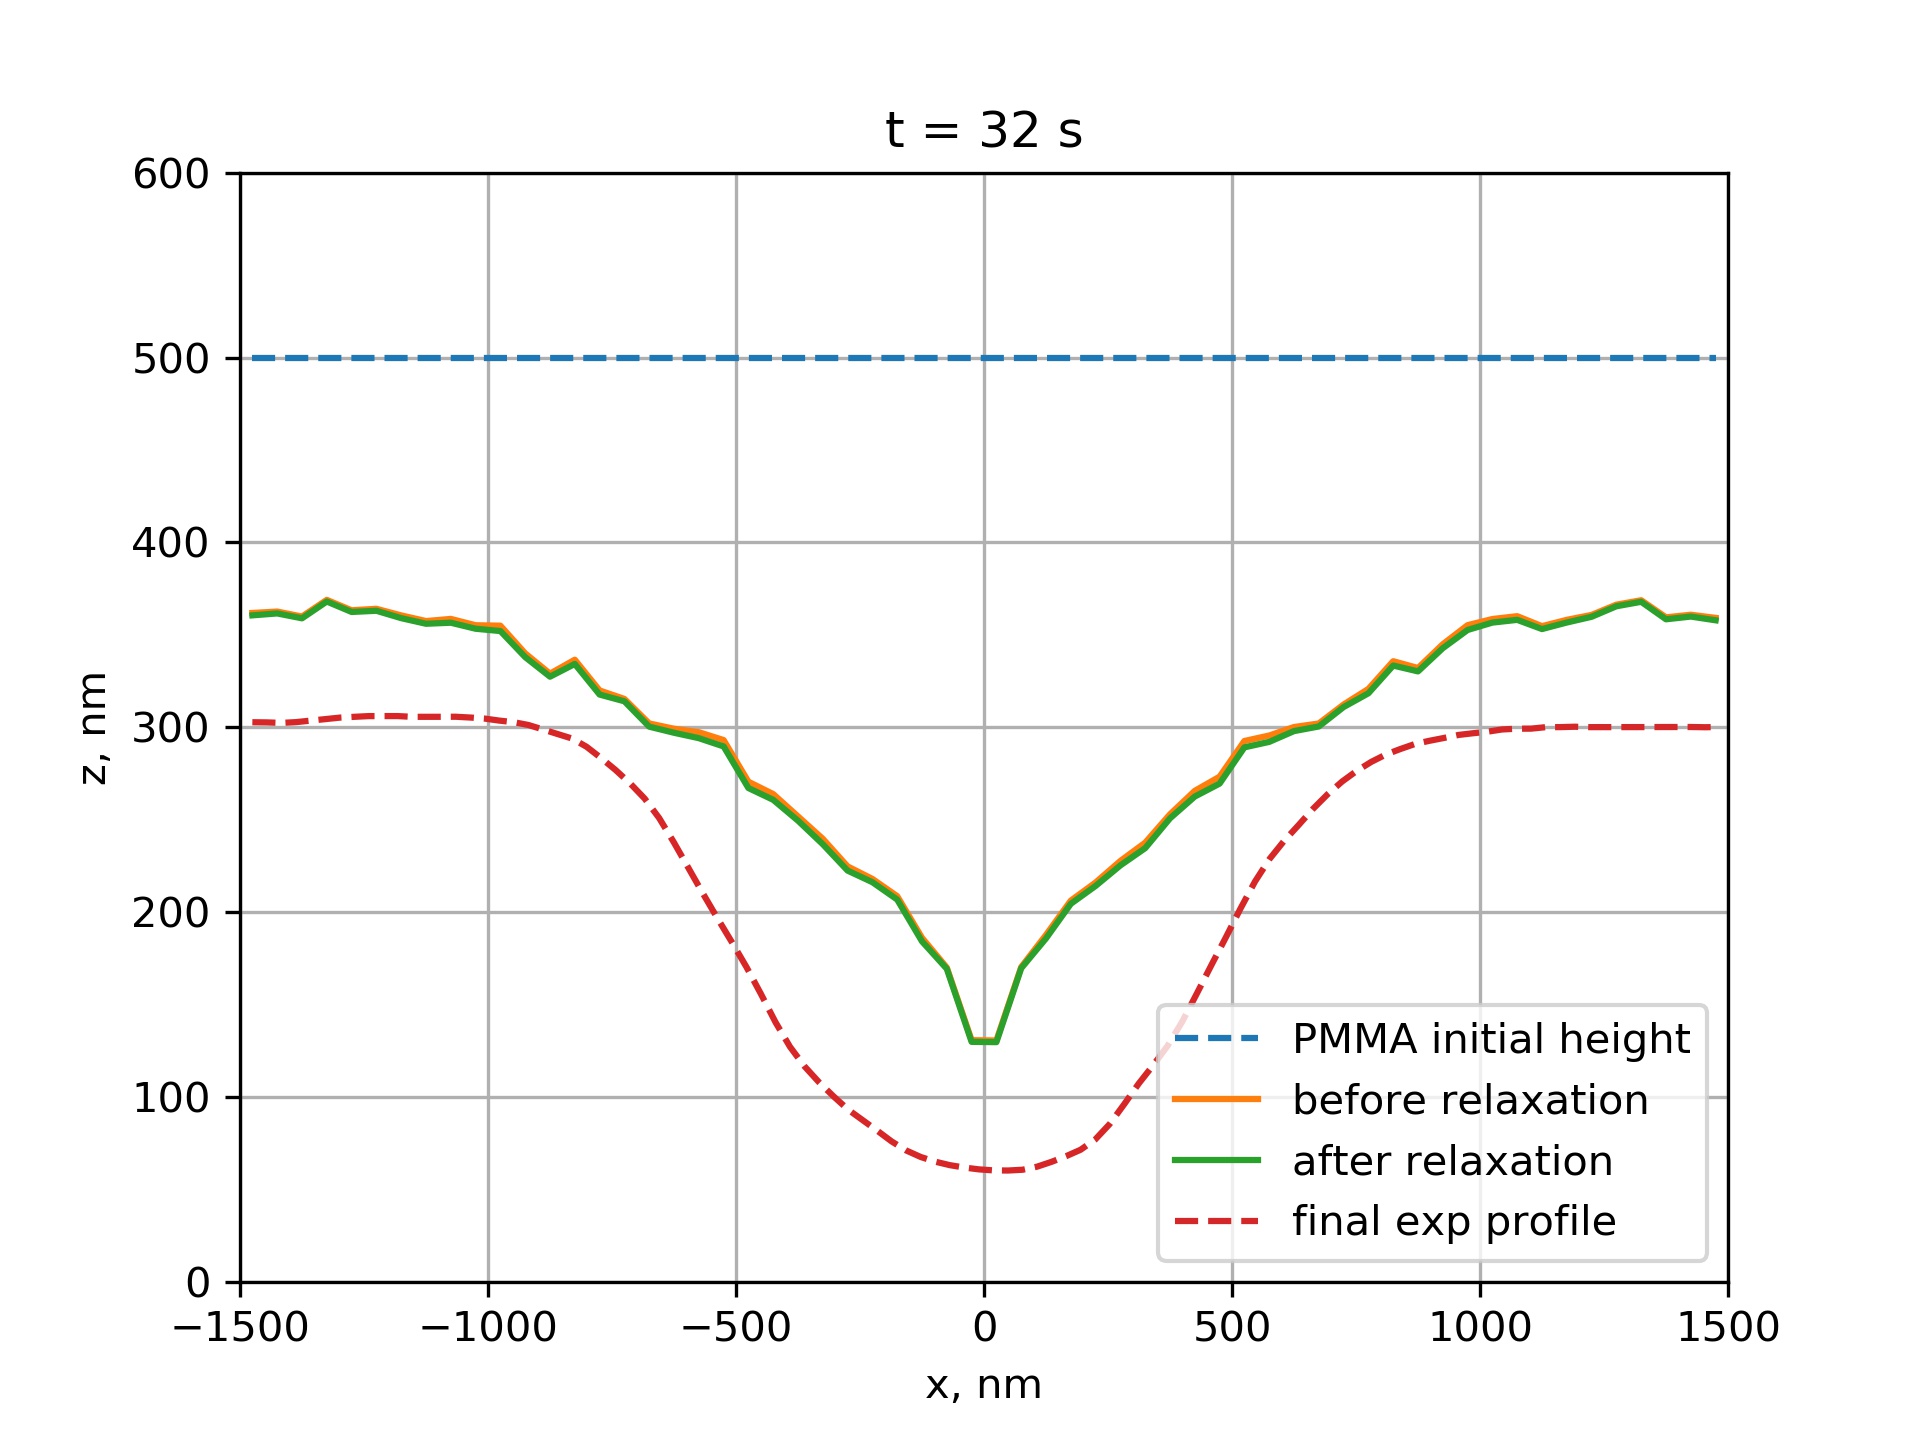 t = 32 s
600
500
400
300
200
100
0
z, nm
−1500 −1000 −500 0 500 1000 1500
x, nm
PMMA initial height
before relaxation
after relaxation
final exp profile